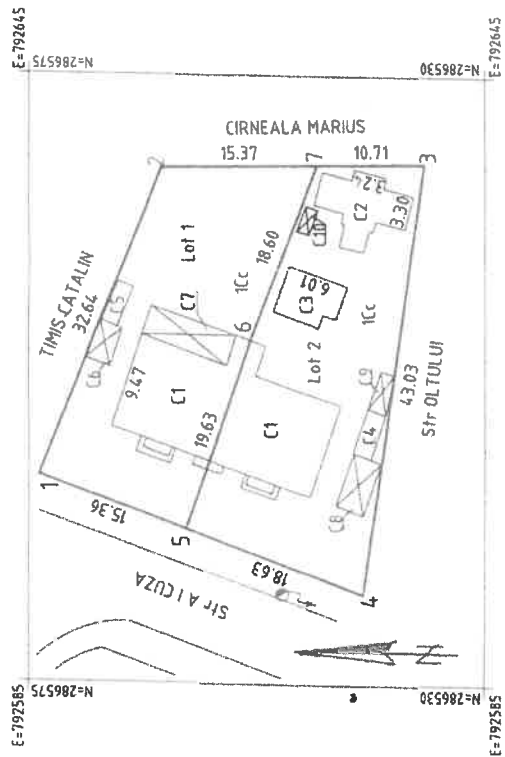 E=792645
N=286575
N=286530
E=792645
CIRNEALA MARIUS
15.37
10.71
2
7
3
TIMIS CATALIN
32.64
Lot 1
1Cc
18.60
C10
3.24
C2
3.30
C5
C6
C7
6
6.01
C3
1Cc
Lot 2
9.47
C1
19.63
C1
C9
C4
C8
43.03
Str OLTULUI
1
15.36
5
18.63
4
Str A I CUZA
N
E=792585
N=286575
N=286530
E=792585